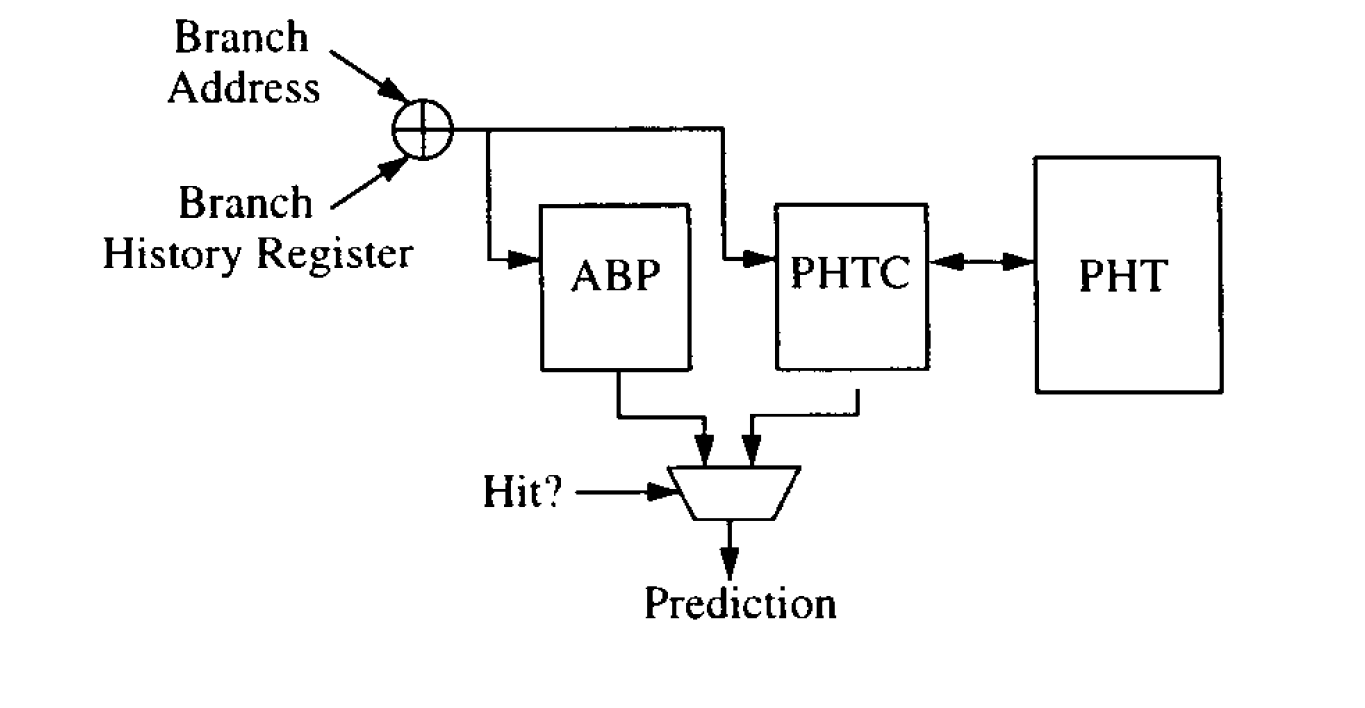 Branch
Address
Branch
History Register
ABP
PHTC
PHT
Hit?
Prediction